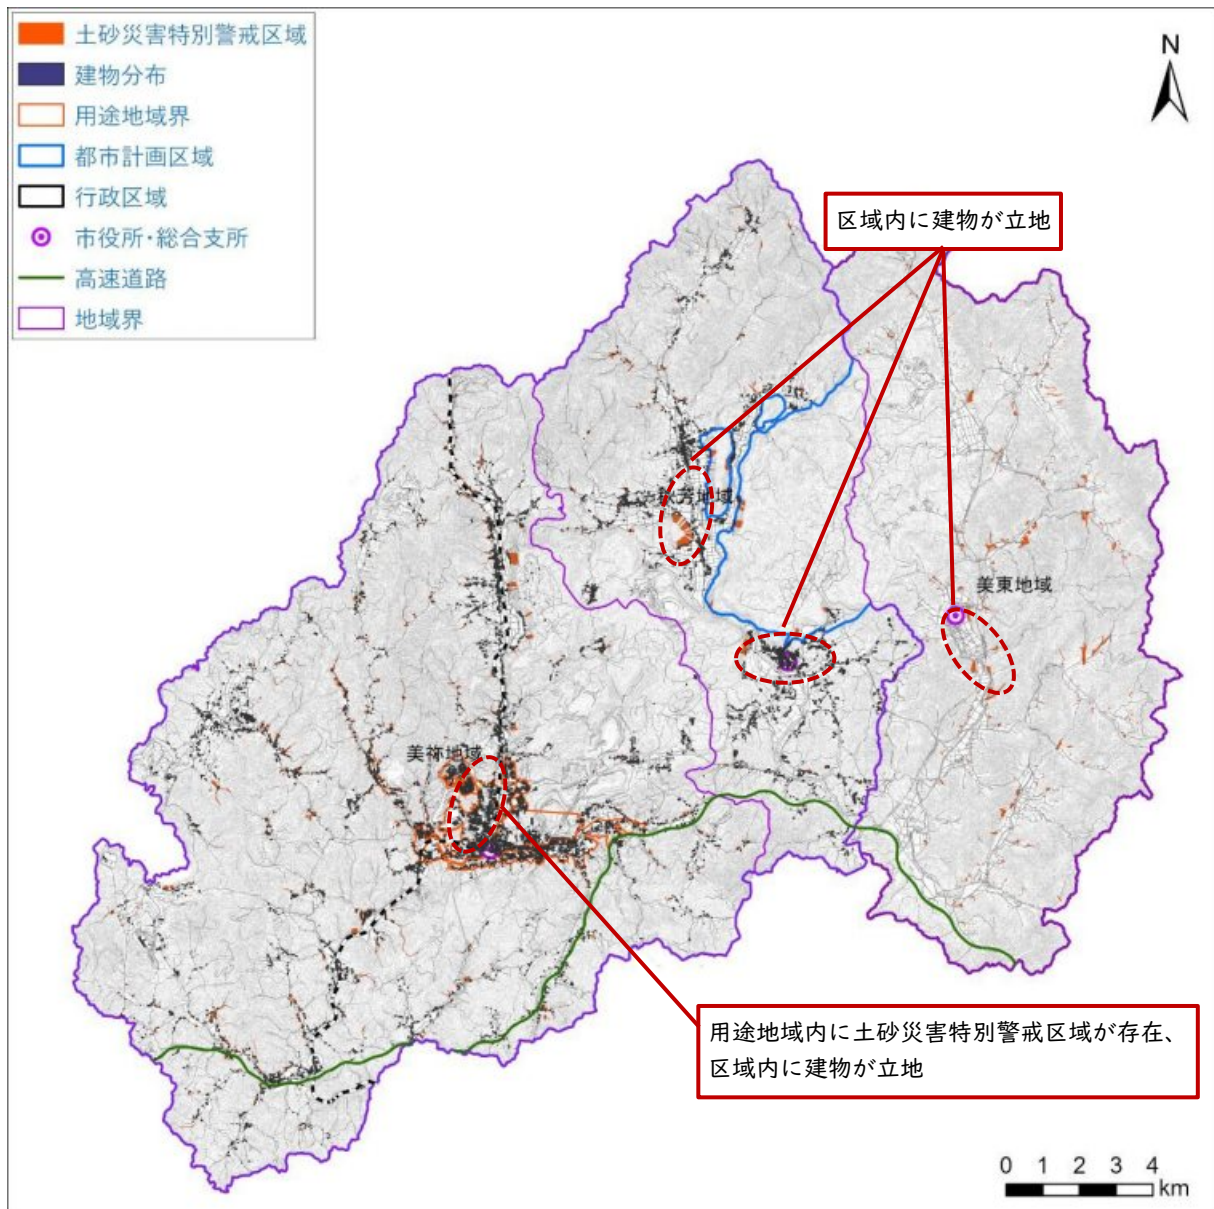 土砂災害特別警戒区域
建物分布
用途地域界
都市計画区域
行政区域
市役所・総合支所
高速道路
地域界
N
区域内に建物が立地
秋芳地域
美東地域
美祢地域
用途地域内に土砂災害特別警戒区域が存在、
区域内に建物が立地
0 1 2 3 4
km